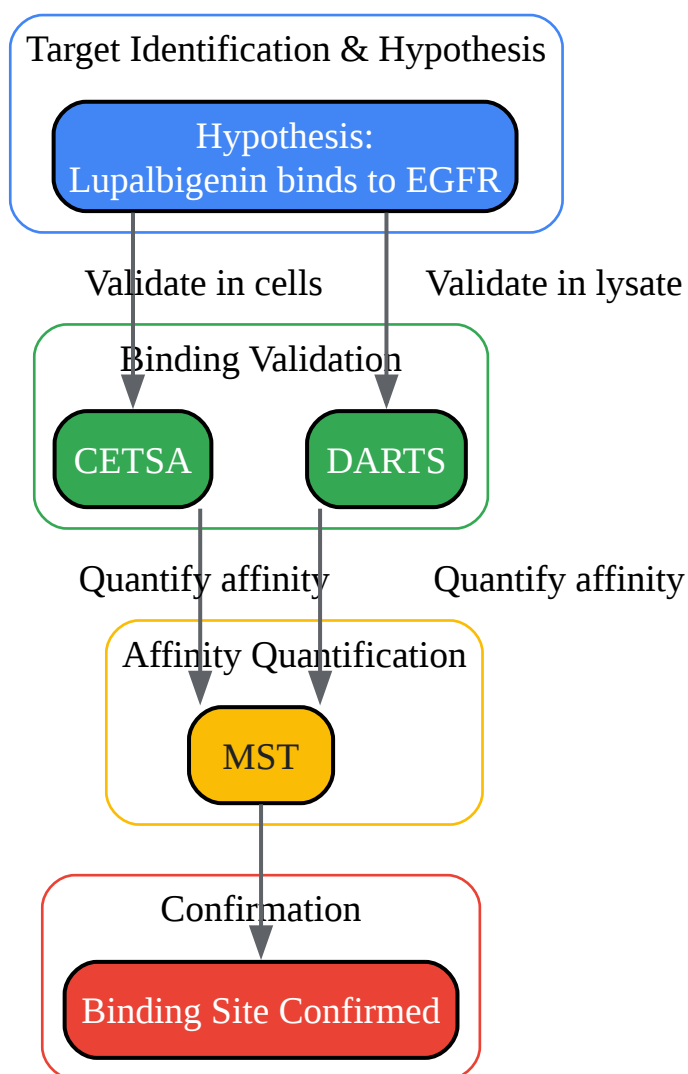 Target Identification & Hypothesis
Hypothesis:
Lupalbigenin binds to EGFR
Validate in cells
Validate in lysate
Binding Validation
CETSA
DARTS
Quantify affinity
Quantify affinity
Affinity Quantification
MST
Confirmation
Binding Site Confirmed